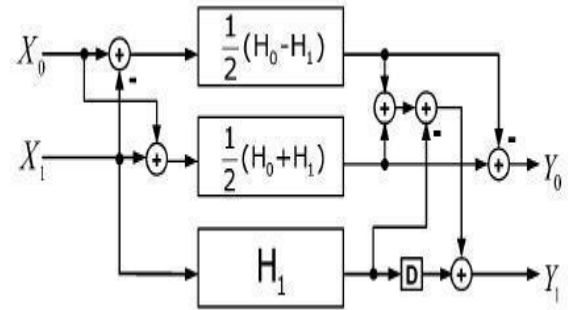 X₀
1/2 (H₀-H₁)
X₁
1/2 (H₀+H₁)
Y₀
H₁
D
Y₁